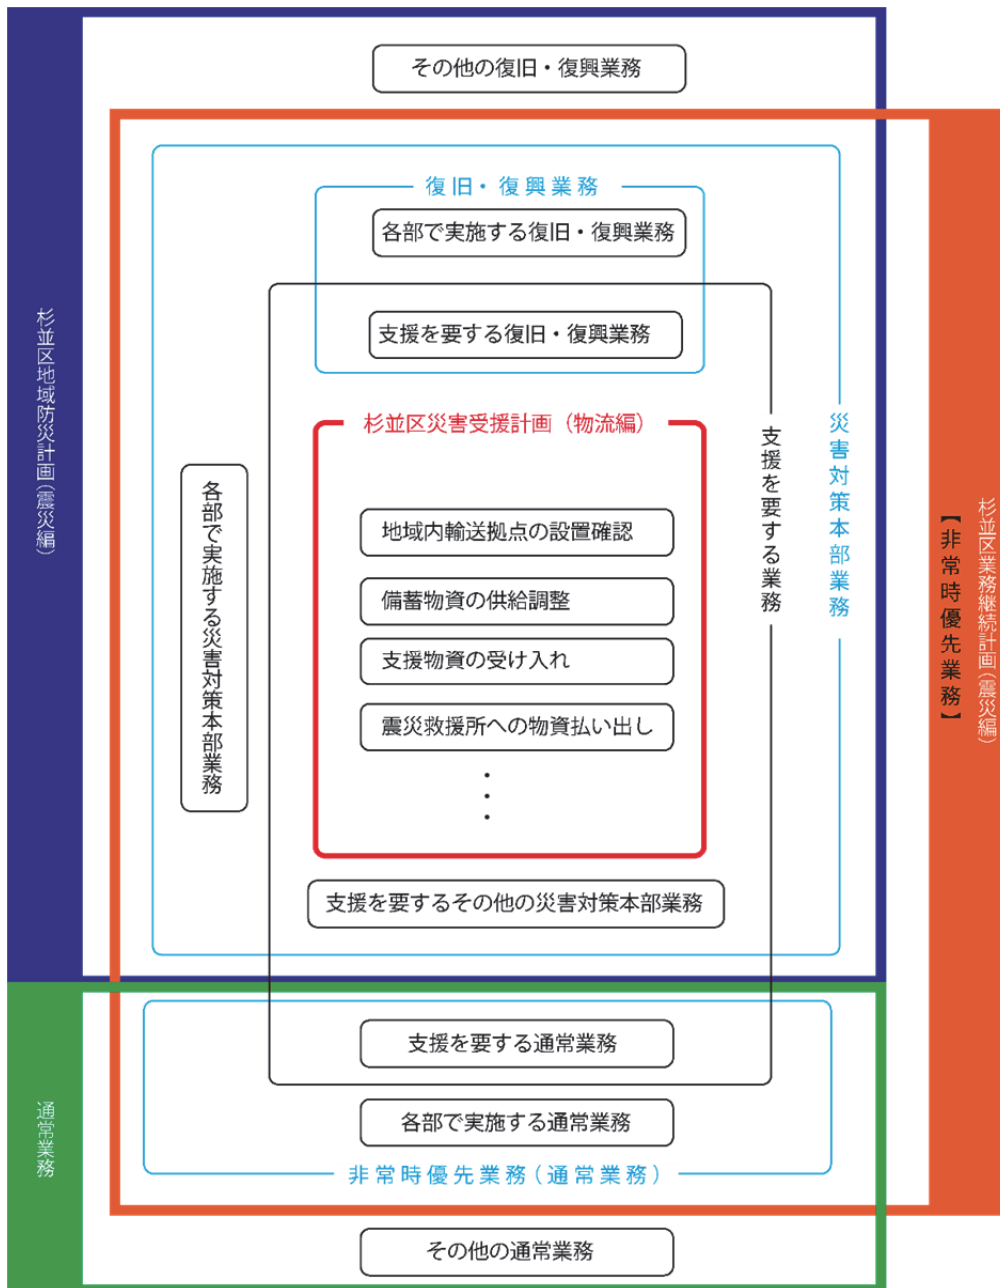 その他の復旧・復興業務
復旧・復興業務
各部で実施する復旧・復興業務
支援を要する復旧・復興業務
杉並区地域防災計画(震災編)
杉並区災害受援計画（物流編）
支援を要する業務
災害対策本部業務
各部で実施する災害対策本部業務
杉並区業務継続計画(震災編)
【非常時優先業務】
地域内輸送拠点の設置確認
備蓄物資の供給調整
支援物資の受け入れ
震災救援所への物資払い出し
・
・
・
支援を要するその他の災害対策本部業務
支援を要する通常業務
通常業務
各部で実施する通常業務
非常時優先業務(通常業務)
その他の通常業務